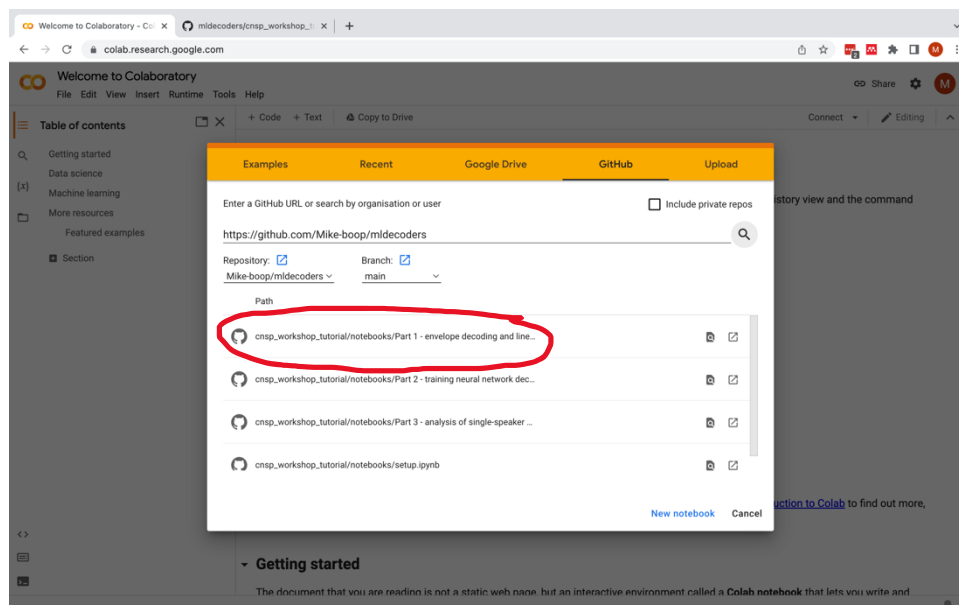 Welcome to Colaboratory - Col
mldecoders/cnsp_workshop_t
colab.research.google.com
2
M
Welcome to Colaboratory
File Edit View Insert Runtime Tools Help
Share
M
Table of contents
+ Code + Text Copy to Drive
Connect Editing
Getting started
Data science
{x} Machine learning
More resources
Featured examples
Section
Examples Recent Google Drive GitHub Upload
Enter a GitHub URL or search by organisation or user
Include private repos
istory view and the command
https://github.com/Mike-boop/mldecoders
Repository: Branch:
Mike-boop/mldecoders main
Path
cnsp_workshop_tutorial/notebooks/Part 1 - envelope decoding and line...
cnsp_workshop_tutorial/notebooks/Part 2 - training neural network dec...
cnsp_workshop_tutorial/notebooks/Part 3 - analysis of single-speaker ...
cnsp_workshop_tutorial/notebooks/setup.ipynb
uction to Colab to find out more,
New notebook Cancel
Getting started
The document that you are reading is not a static web page, but an interactive environment called a Colab notebook that lets you write and